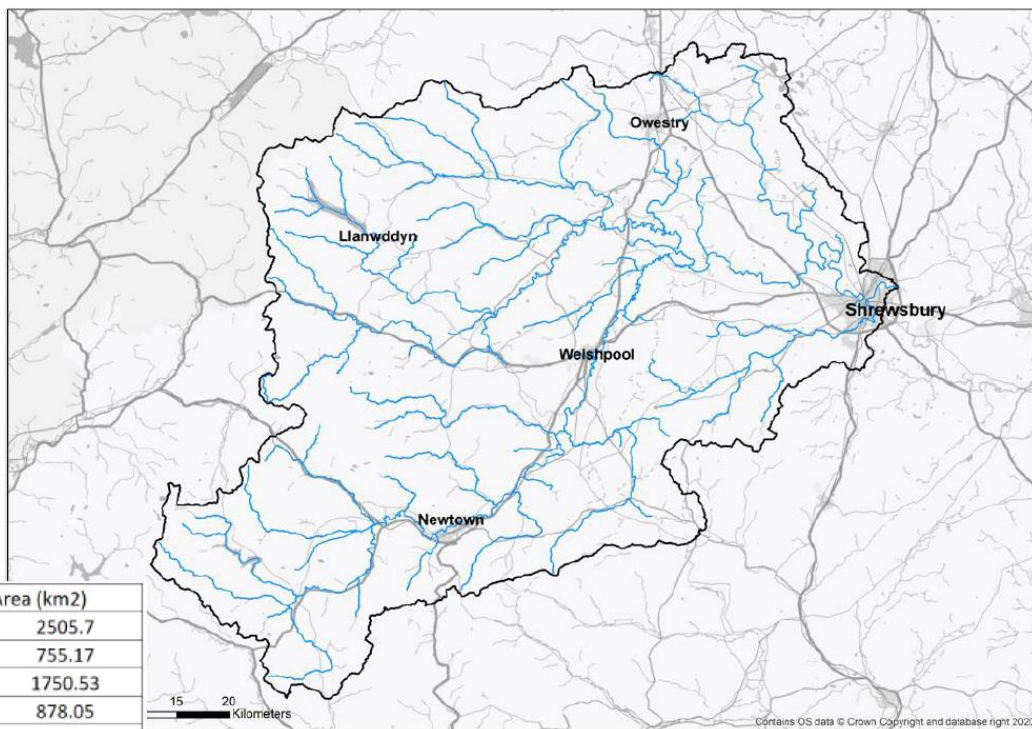 Owestry
Llanwddyn
Shrewsbury
Welshpool
Newtown
Area (km2)
2505.7
755.17
1750.53
878.05
15 20
Kilometers
Contains OS data © Crown Copyright and database right 2020